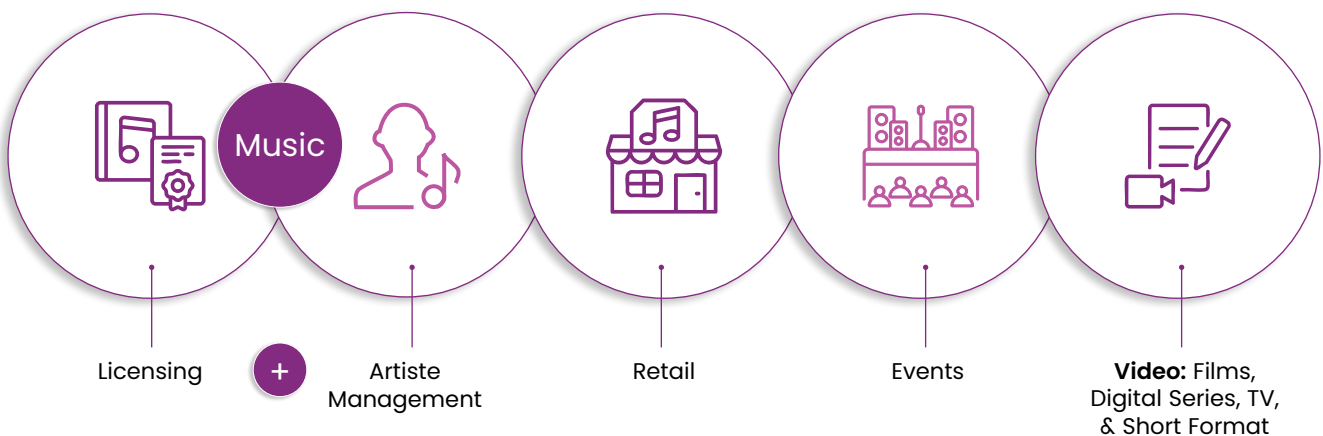 Music
Licensing
+
Artiste
Management
Retail
Events
Video: Films,
Digital Series, TV,
& Short Format